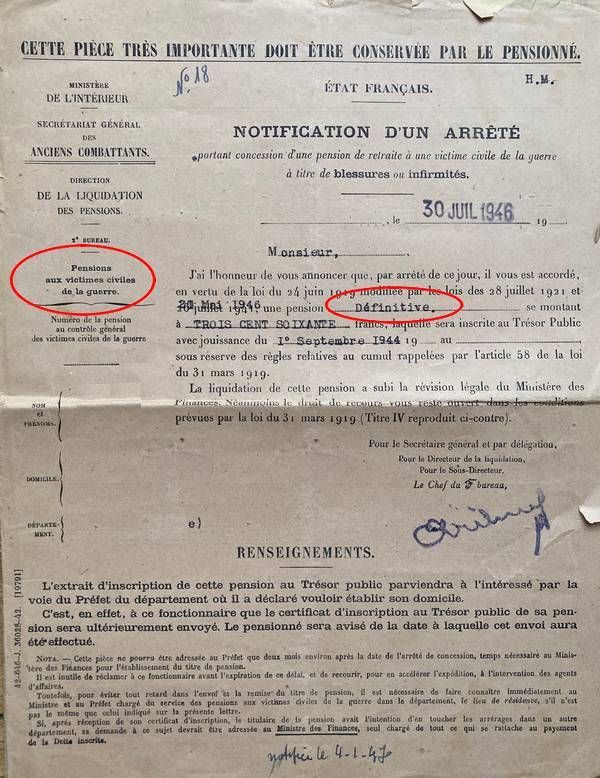 CETTE PIÈCE TRÈS IMPORTANTE DOIT ÊTRE CONSERVÉE PAR LE PENSIONNÉ.
N° 18
H.M.
MINISTÈRE
DE L'INTÉRIEUR
SECRÉTARIAT GÉNÉRAL
DES
ANCIENS COMBATTANTS.
DIRECTION
DE LA LIQUIDATION
DES PENSIONS.
2e BUREAU.
Pensions
aux victimes civiles
de la guerre.
Numéro de la pension
au contrôle général
des victimes civiles de la guerre
NOM
et
PRÉNOMS.
DOMICILE.
DÉPARTE-
MENT.
ÉTAT FRANÇAIS.
NOTIFICATION D'UN ARRÊTÉ
portant concession d'une pension de retraite à une victime civile de la guerre
à titre de blessures ou infirmités.
, le 30 JUIL 1946 19
Monsieur,
J'ai l'honneur de vous annoncer que, par arrêté de ce jour, il vous est accordé,
en vertu de la loi du 24 juin 1919 modifiée par les lois des 28 juillet 1921 et
Mai 1946
juillet 1941, une pension Définitive. se montant
à TROIS CENT SOIXANTE francs, laquelle sera inscrite au Trésor Public
avec jouissance du 1° Septembre 1944 19 au
sous réserve des règles relatives au cumul rappelées par l'article 58 de la loi
du 31 mars 1919.
La liquidation de cette pension a subi la révision légale du Ministère des
Finances. Néanmoins le droit de recours vous reste ouvert dans les conditions
prévues par la loi du 31 mars 1919 (Titre IV reproduit ci-contre).
Pour le Secrétaire général et par délégation,
Pour le Directeur de la liquidation,
Pour le Sous-Directeur.
Le Chef du bureau,
e)
RENSEIGNEMENTS.
L'extrait d'inscription de cette pension au Trésor public parviendra à l'intéressé par la
voie du Préfet du département où il a déclaré vouloir établir son domicile.
C'est, en effet, à ce fonctionnaire que le certificat d'inscription au Trésor public de sa pen-
sion sera ultérieurement envoyé. Le pensionné sera avisé de la date à laquelle cet envoi aura
été effectué.
NOTA. — Cette pièce ne pourra être adressée au Préfet que deux mois environ après la date de l'arrêté de concession, temps nécessaire au Minis-
tère des Finances pour l'établissement du titre de pension.
Il est inutile de réclamer à ce fonctionnaire avant l'expiration de ce délai, et de recourir, pour en accélérer l'expédition, à l'intervention des agents
d'affaires.
Toutefois, pour éviter tout retard dans l'envoi et la remise du titre de pension, il est nécessaire de faire connaître immédiatement au
Ministre et au Préfet chargé du service des pensions aux victimes civiles de la guerre dans le département, le lieu de résidence, s'il n'est
pas le même que celui indiqué sur la présente lettre.
Si, après réception de son certificat d'inscription, le titulaire de la pension avait l'intention d'en toucher les arrérages dans un autre
département, sa demande à ce sujet devrait être adressée au Ministre des Finances, seul chargé de tout ce qui se rattache au payement
de la Dette inscrite.
notifié le 4-1-47